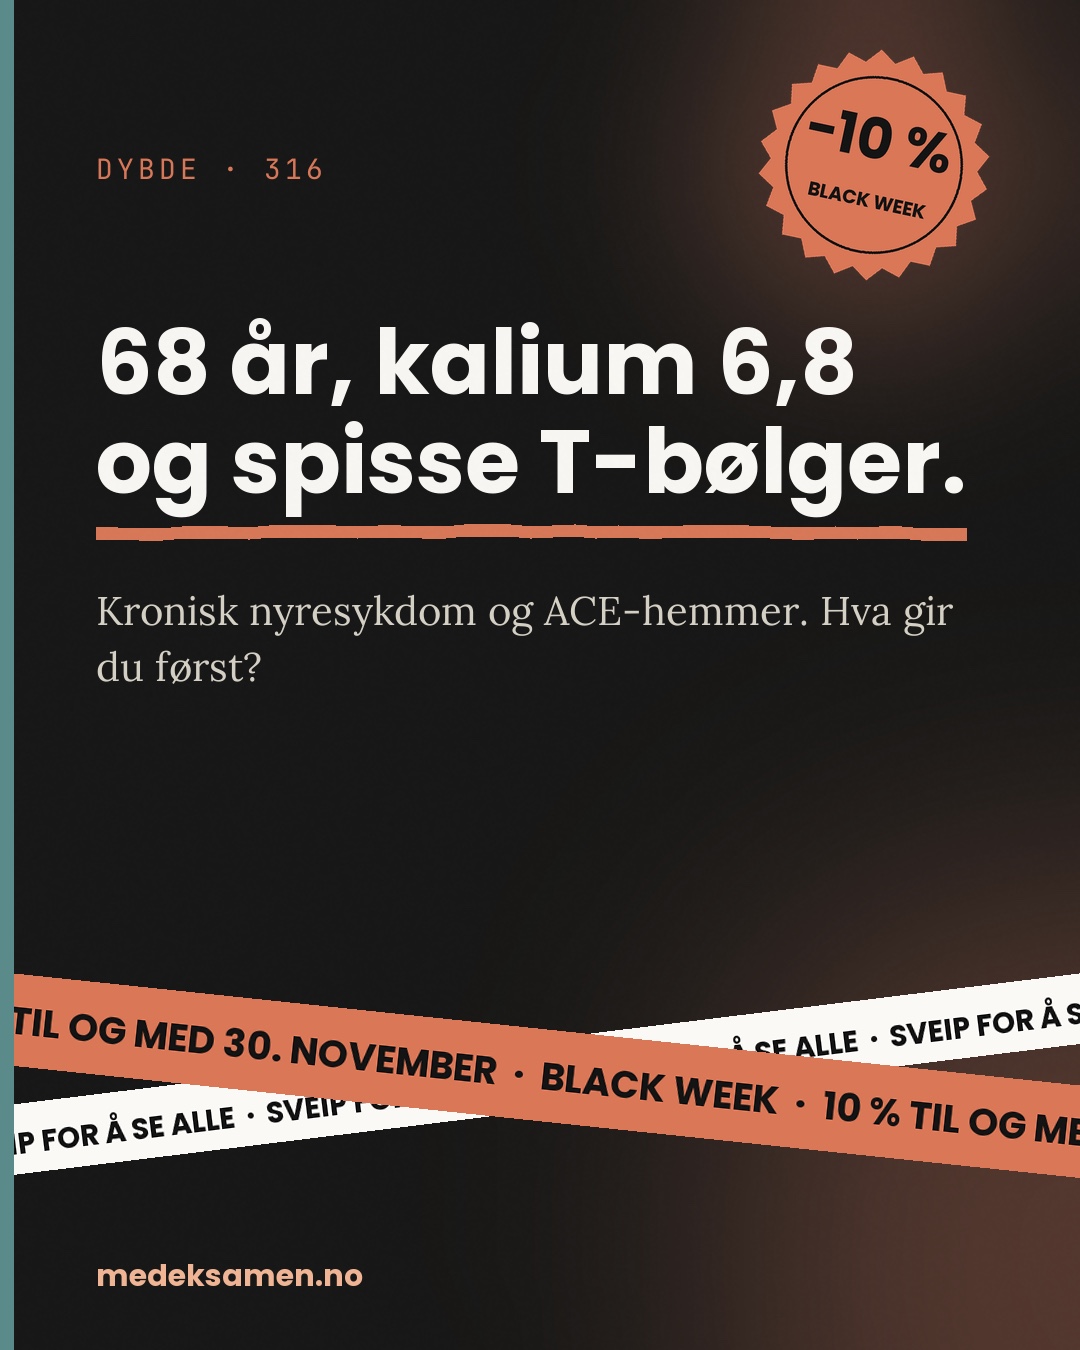 DYBDE · 316
-10 %
BLACK WEEK
68 år, kalium 6,8
og spisse T-bølger.
Kronisk nyresykdom og ACE-hemmer. Hva gir
du først?
TIL OG MED 30. NOVEMBER · BLACK WEEK · 10 % TIL OG
FOR Å SE ALLE · SVEIP
Å SE ALLE · SVEIP FOR Å
medeksamen.no